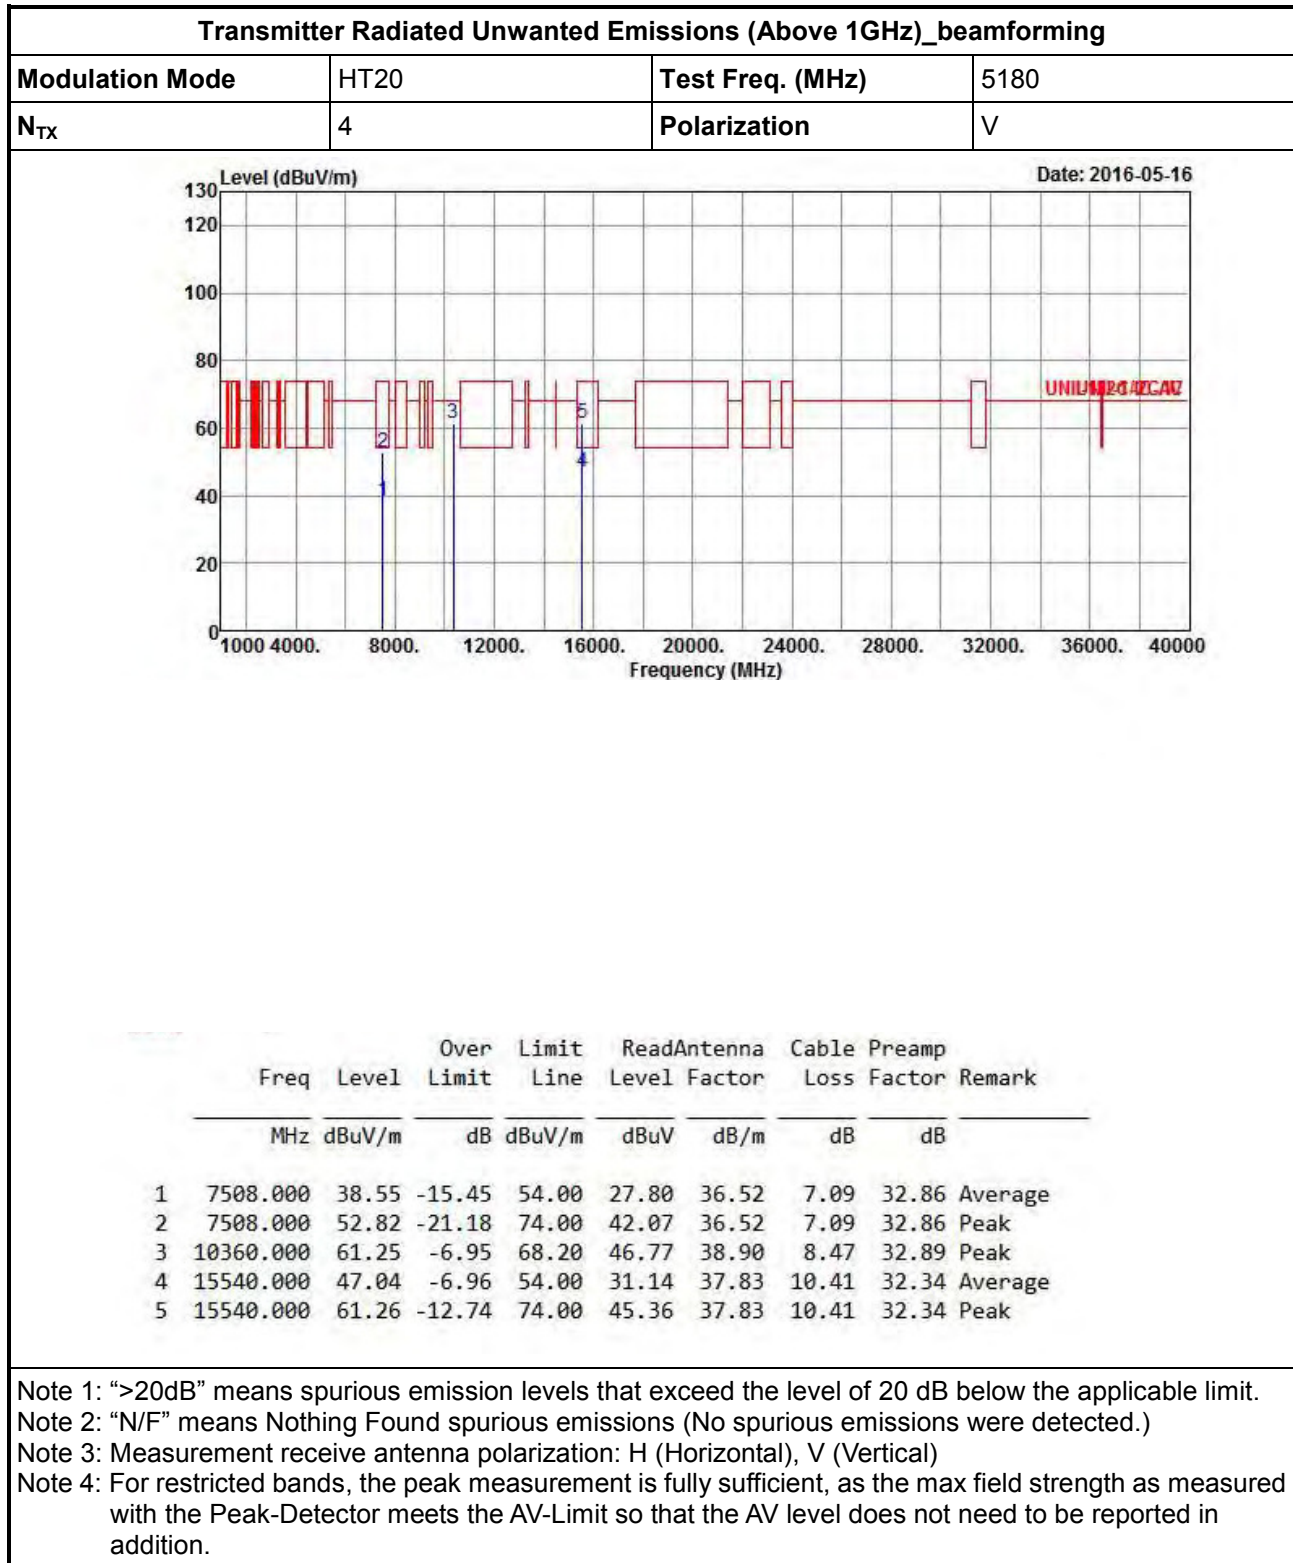 Transmitter Radiated Unwanted Emissions (Above 1GHz)_beamforming
Modulation Mode HT20 Test Freq. (MHz) 5180
NTX 4 Polarization V
Level (dBuV/m) Date: 2016-05-16
130
120
100
80
60
40
20
0
3
5
2
4
1
1000 4000. 8000. 12000. 16000. 20000. 24000. 28000. 32000. 36000. 40000
Frequency (MHz)
Over Limit ReadAntenna Cable Preamp
Freq Level Limit Line Level Factor Loss Factor Remark
MHz dBuV/m dB dBuV/m dBuV dB/m dB dB
1 7508.000 38.55 -15.45 54.00 27.80 36.52 7.09 32.86 Average
2 7508.000 52.82 -21.18 74.00 42.07 36.52 7.09 32.86 Peak
3 10360.000 61.25 -6.95 68.20 46.77 38.90 8.47 32.89 Peak
4 15540.000 47.04 -6.96 54.00 31.14 37.83 10.41 32.34 Average
5 15540.000 61.26 -12.74 74.00 45.36 37.83 10.41 32.34 Peak
Note 1: “>20dB” means spurious emission levels that exceed the level of 20 dB below the applicable limit.
Note 2: “N/F” means Nothing Found spurious emissions (No spurious emissions were detected.)
Note 3: Measurement receive antenna polarization: H (Horizontal), V (Vertical)
Note 4: For restricted bands, the peak measurement is fully sufficient, as the max field strength as measured
with the Peak-Detector meets the AV-Limit so that the AV level does not need to be reported in
addition.